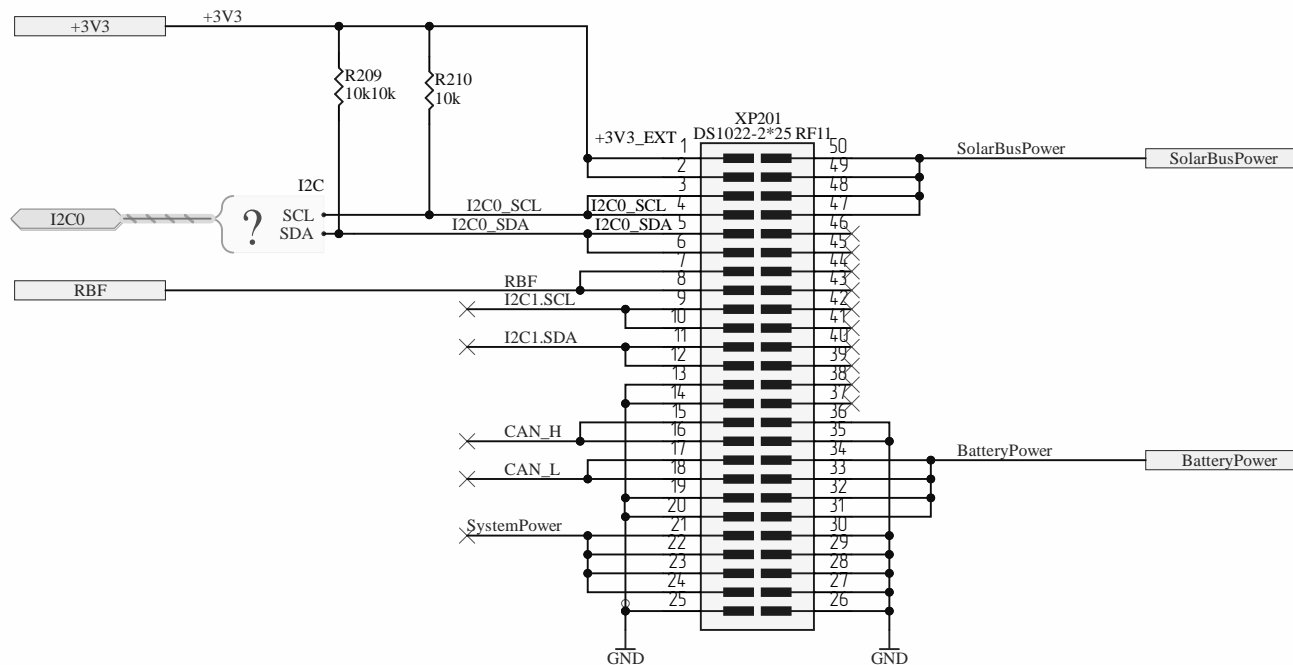 +3V3
+3V3
R209
10k10k
R210
10k
XP201
DS1022-2*25 RF11
+3V3_EXT
1
50
SolarBusPower
SolarBusPower
2
49
3
48
I2C
I2C0
?
SCL
I2C0_SCL
I2C0_SCL
4
47
SDA
I2C0_SDA
I2C0_SDA
5
46
6
45
7
44
RBF
RBF
8
43
I2C1.SCL
9
42
10
41
I2C1.SDA
11
40
12
39
13
38
14
37
15
36
CAN_H
16
35
17
34
BatteryPower
BatteryPower
CAN_L
18
33
19
32
20
31
SystemPower
21
30
22
29
23
28
24
27
25
26
GND
GND